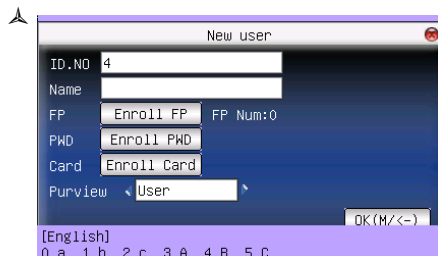 New user
ID.NO 4
Name
FP Enroll FP FP Num:0
PWD Enroll PWD
Card Enroll Card
Purview User
OK(M/<-)
[English]
0 a 1 b 2 c 3 A 4 B 5 C